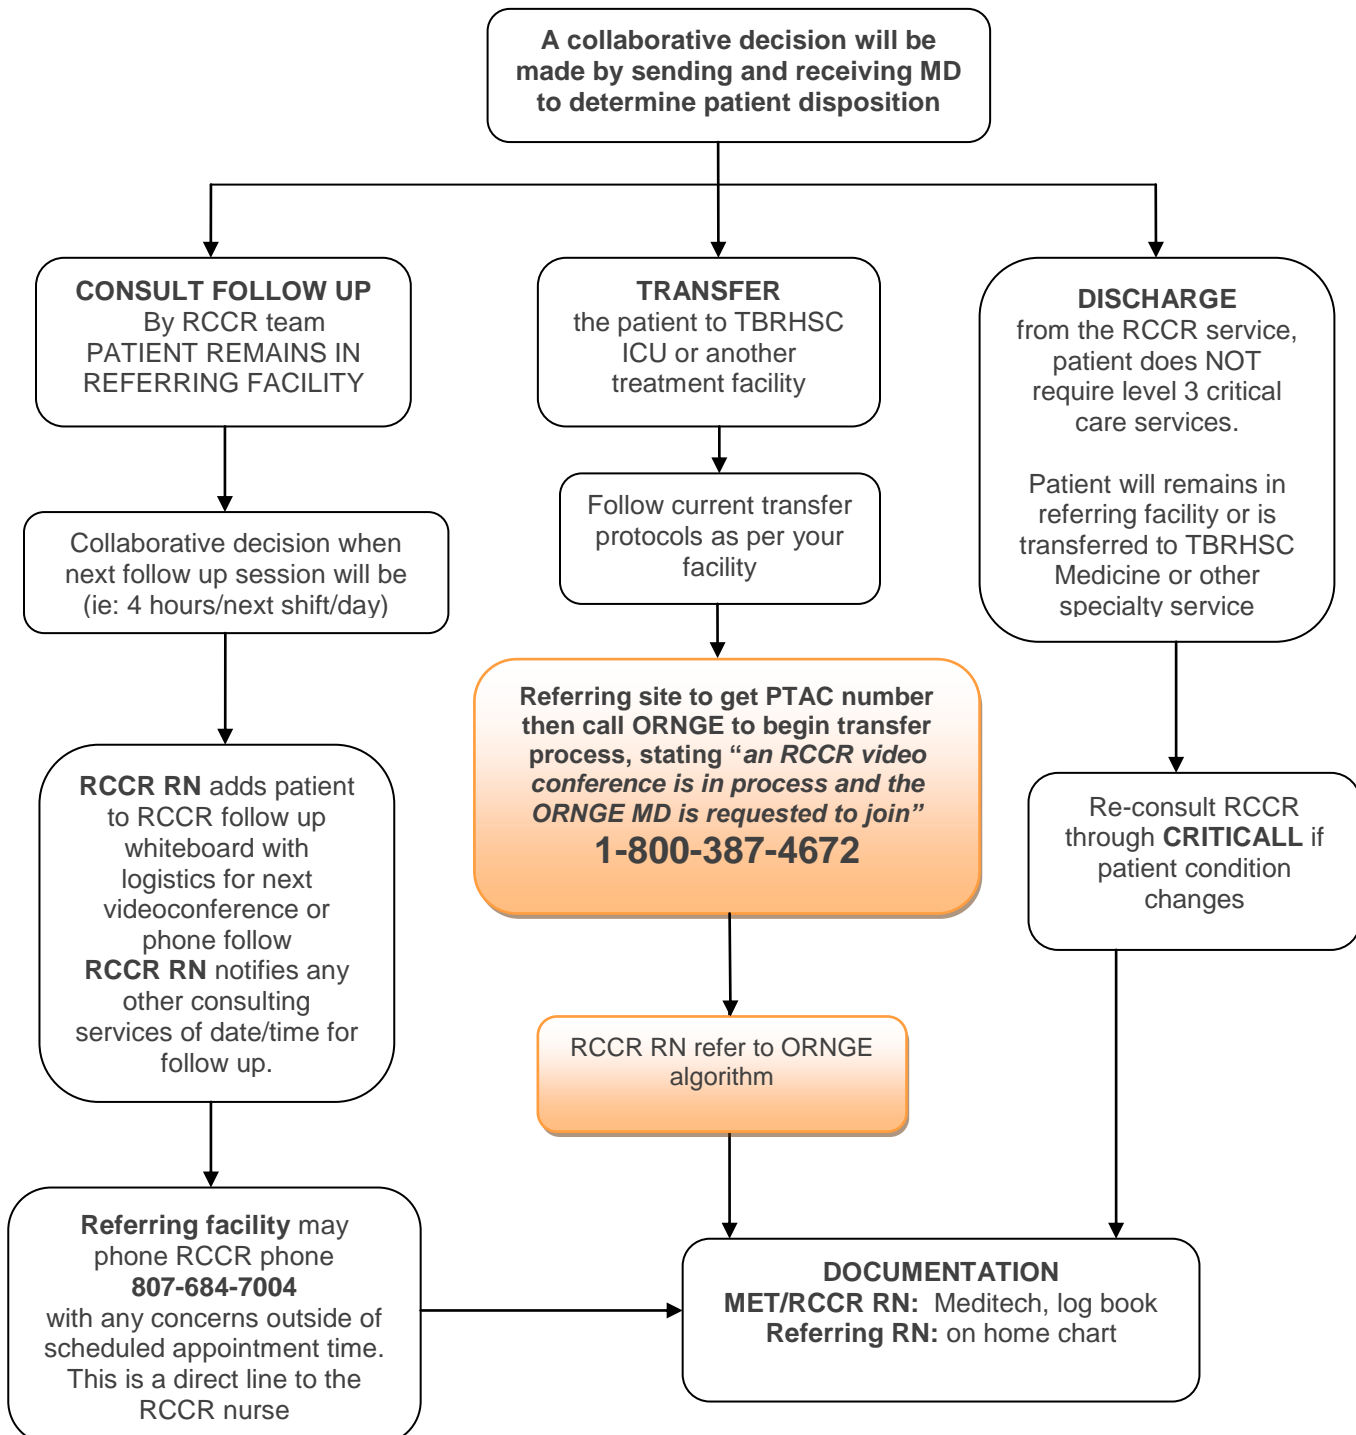 A collaborative decision will be
made by sending and receiving MD
to determine patient disposition
CONSULT FOLLOW UP
By RCCR team
PATIENT REMAINS IN
REFERRING FACILITY
TRANSFER
the patient to TBRHSC
ICU or another
treatment facility
DISCHARGE
from the RCCR service,
patient does NOT
require level 3 critical
care services.
Patient will remains in
referring facility or is
transferred to TBRHSC
Medicine or other
specialty service
Collaborative decision when
next follow up session will be
(ie: 4 hours/next shift/day)
Follow current transfer
protocols as per your
facility
Referring site to get PTAC number
then call ORNGE to begin transfer
process, stating “an RCCR video
conference is in process and the
ORNGE MD is requested to join”
1-800-387-4672
RCCR RN adds patient
to RCCR follow up
whiteboard with
logistics for next
videoconference or
phone follow
RCCR RN notifies any
other consulting
services of date/time for
follow up.
Re-consult RCCR
through CRITICALL if
patient condition
changes
RCCR RN refer to ORNGE
algorithm
Referring facility may
phone RCCR phone
807-684-7004
with any concerns outside of
scheduled appointment time.
This is a direct line to the
RCCR nurse
DOCUMENTATION
MET/RCCR RN: Meditech, log book
Referring RN: on home chart